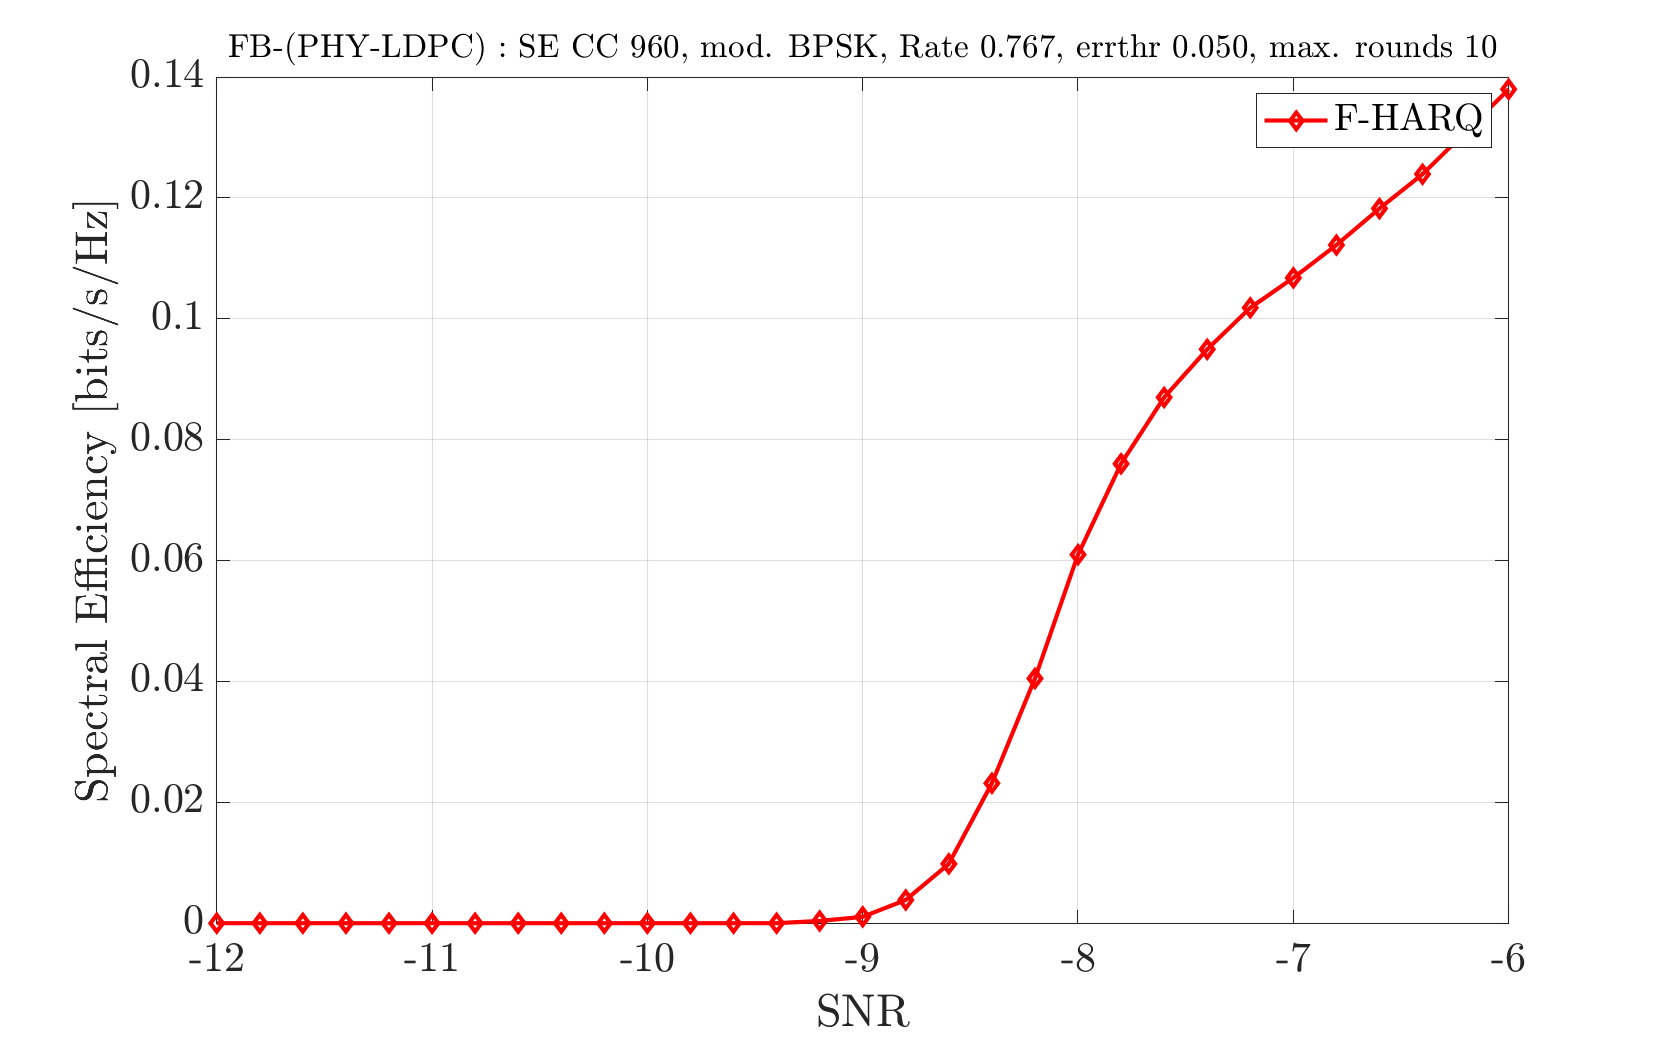 FB-(PHY-LDPC) : SE CC 960, mod. BPSK, Rate 0.767, errthr 0.050, max. rounds 10
F-HARQ
Spectral Efficiency [bits/s/Hz]
0.14
0.12
0.1
0.08
0.06
0.04
0.02
0
-12 -11 -10 -9 -8 -7 -6
SNR